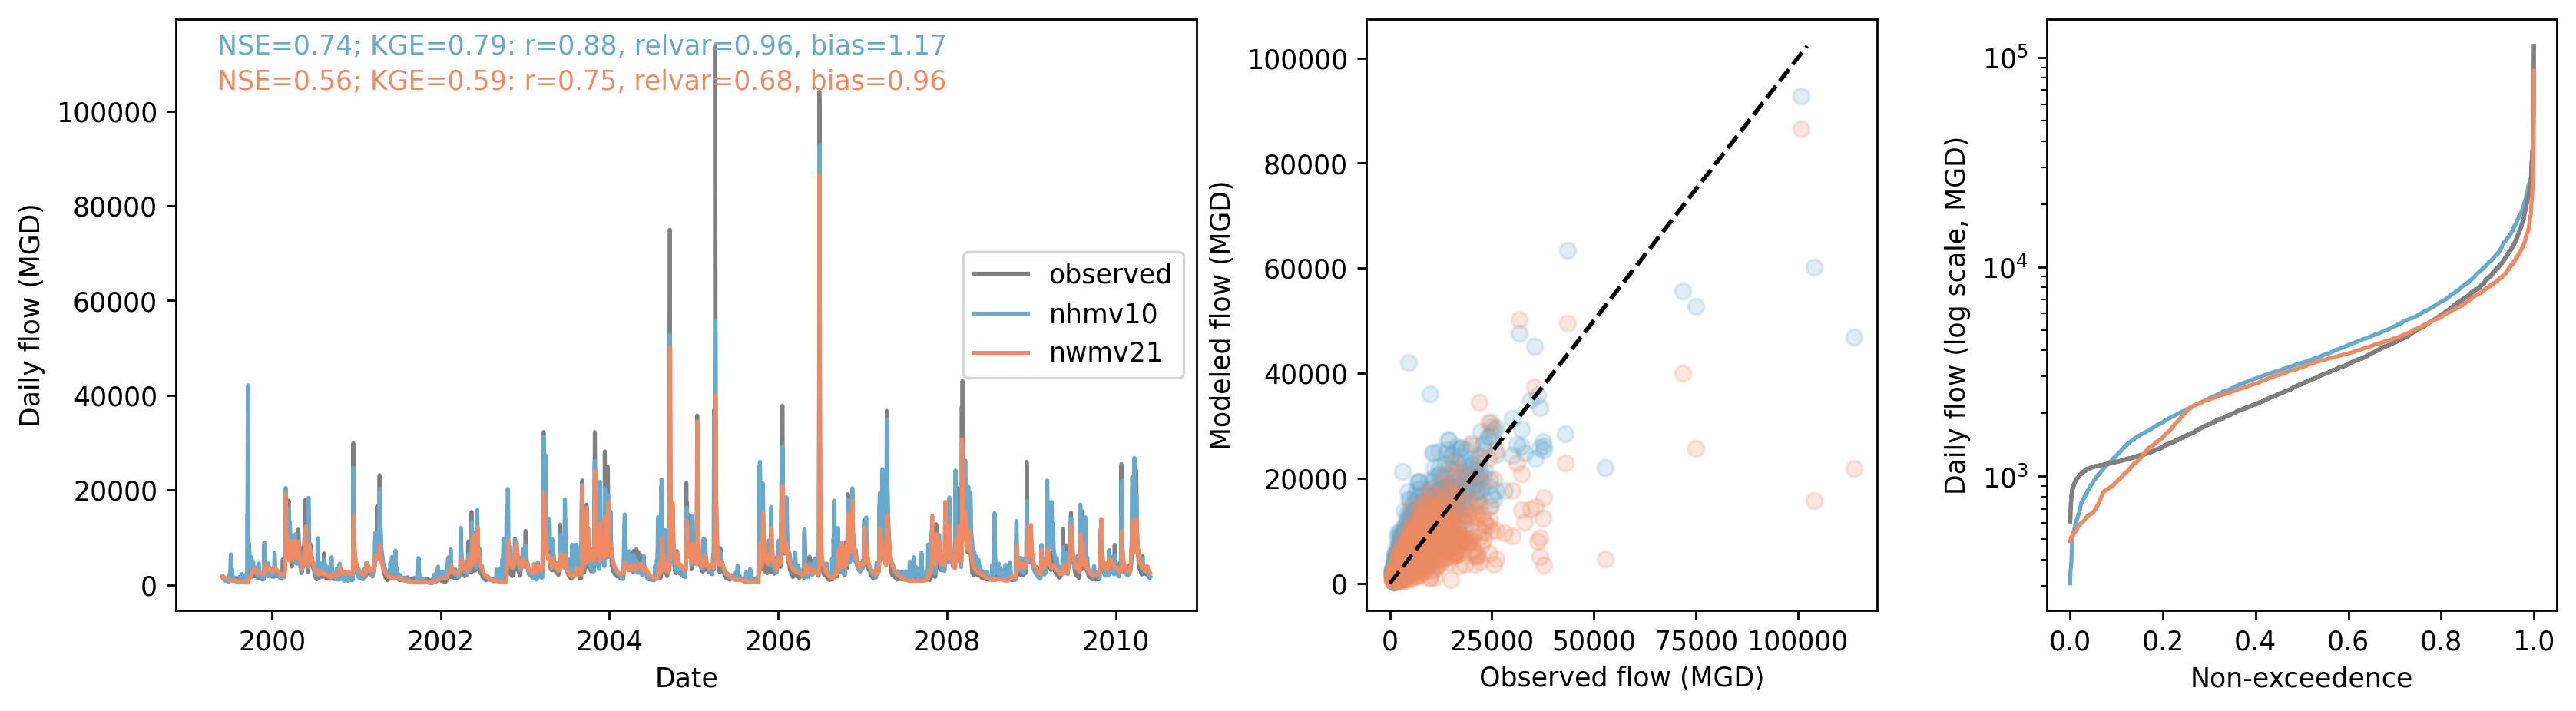 NSE=0.74; KGE=0.79: r=0.88, relvar=0.96, bias=1.17
NSE=0.56; KGE=0.59: r=0.75, relvar=0.68, bias=0.96
Daily flow (MGD)
100000
80000
60000
40000
20000
0
observed
nhmv10
nwmv21
2000 2002 2004 2006 2008 2010
Date
Modeled flow (MGD)
100000
80000
60000
40000
20000
0
0 25000 50000 75000 100000
Observed flow (MGD)
Daily flow (log scale, MGD)
10⁵
10⁴
10³
0.0 0.2 0.4 0.6 0.8 1.0
Non-exceedence